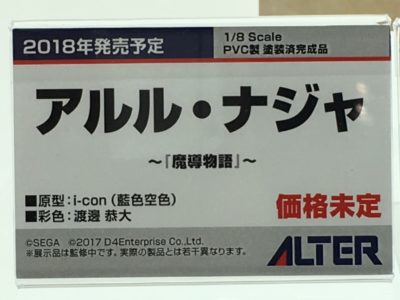 2018年発売予定
1/8 Scale
PVC製 塗装済完成品
アルル・ナジャ
～『魔導物語』～
■原型：i-con（藍色空色）
■彩色：渡邊 恭大
価格未定
©SEGA ©2017 D4Enterprise Co.,Ltd.
※展示品は監修中です。実際の製品とは若干異なります。
ALTER